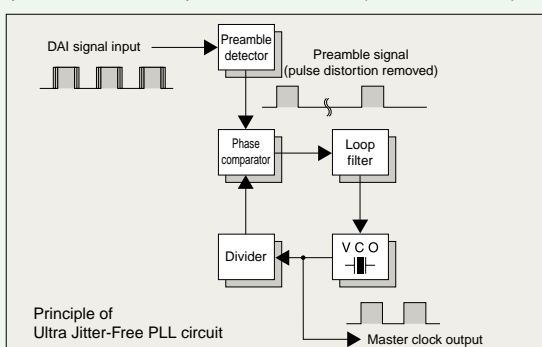 DAI signal input
Preamble
detector
Preamble signal
(pulse distortion removed)
Phase
comparator
Loop
filter
Divider
V C O
Principle of
Ultra Jitter-Free PLL circuit
Master clock output